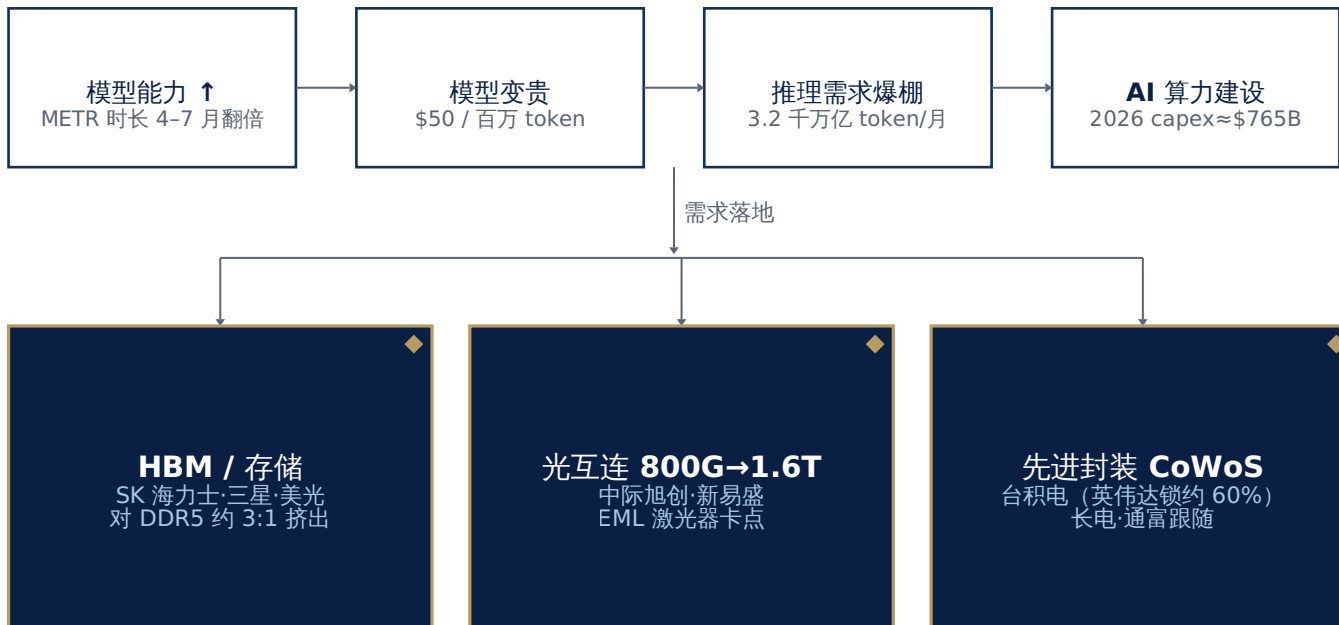 模型能力 ↑
METR 时长 4–7 月翻倍
模型变贵
$50 / 百万 token
推理需求爆棚
3.2 千万亿 token/月
AI 算力建设
2026 capex≈$765B
需求落地
HBM / 存储
SK 海力士·三星·美光
对 DDR5 约 3:1 挤出
光互连 800G→1.6T
中际旭创·新易盛
EML 激光器卡点
先进封装 CoWoS
台积电（英伟达锁约 60%）
长电·通富跟随